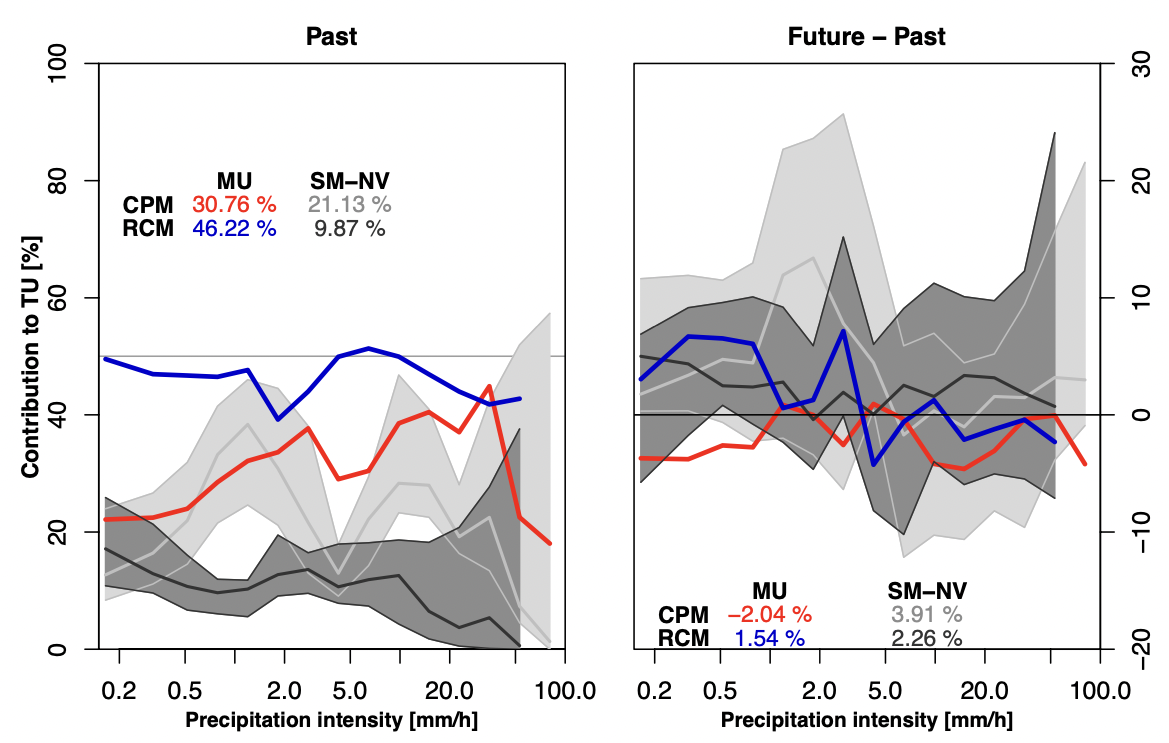 Past
Contribution to TU [%]
100
80
60
40
20
0
MU SM–NV
CPM 30.76 % 21.13 %
RCM 46.22 % 9.87 %
0.2 0.5 2.0 5.0 20.0 100.0
Precipitation intensity [mm/h]
Future – Past
30
20
10
0
−10
−20
MU SM–NV
CPM −2.04 % 3.91 %
RCM 1.54 % 2.26 %
0.2 0.5 2.0 5.0 20.0 100.0
Precipitation intensity [mm/h]